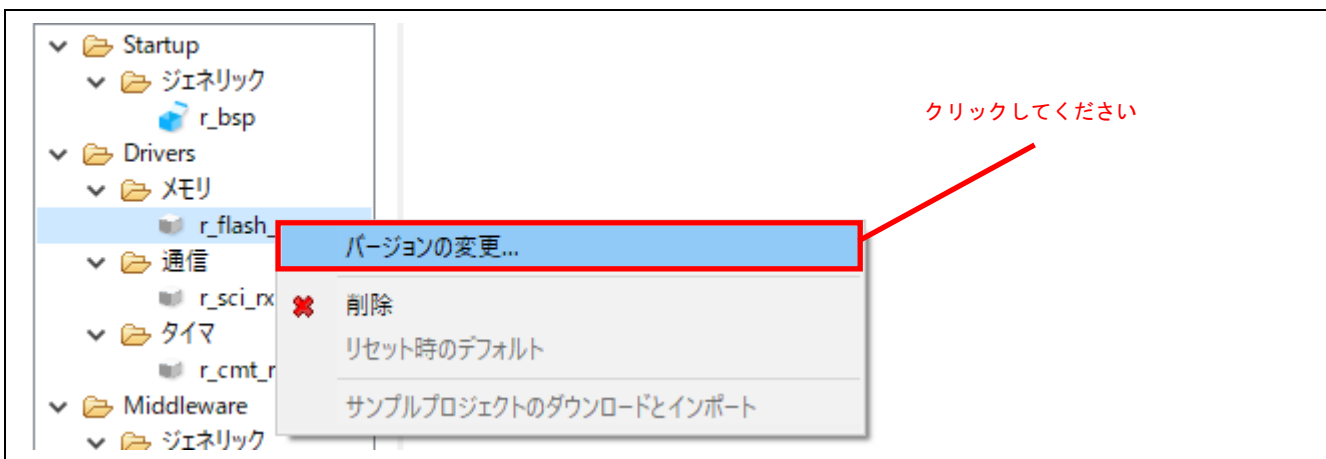 Startup
ジェネリック
r_bsp
クリックしてください
Drivers
メモリ
r_flash_
バージョンの変更...
通信
r_sci_rx
削除
タイマ
リセット時のデフォルト
r_cmt_r
Middleware
サンプルプロジェクトのダウンロードとインポート
ジェネリック